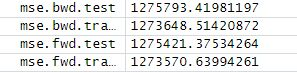 mse.bwd.test 1275793.41981197
mse.bwd.tra… 1273648.51420872
mse.fwd.test 1275421.37534264
mse.fwd.tra… 1273570.63994261